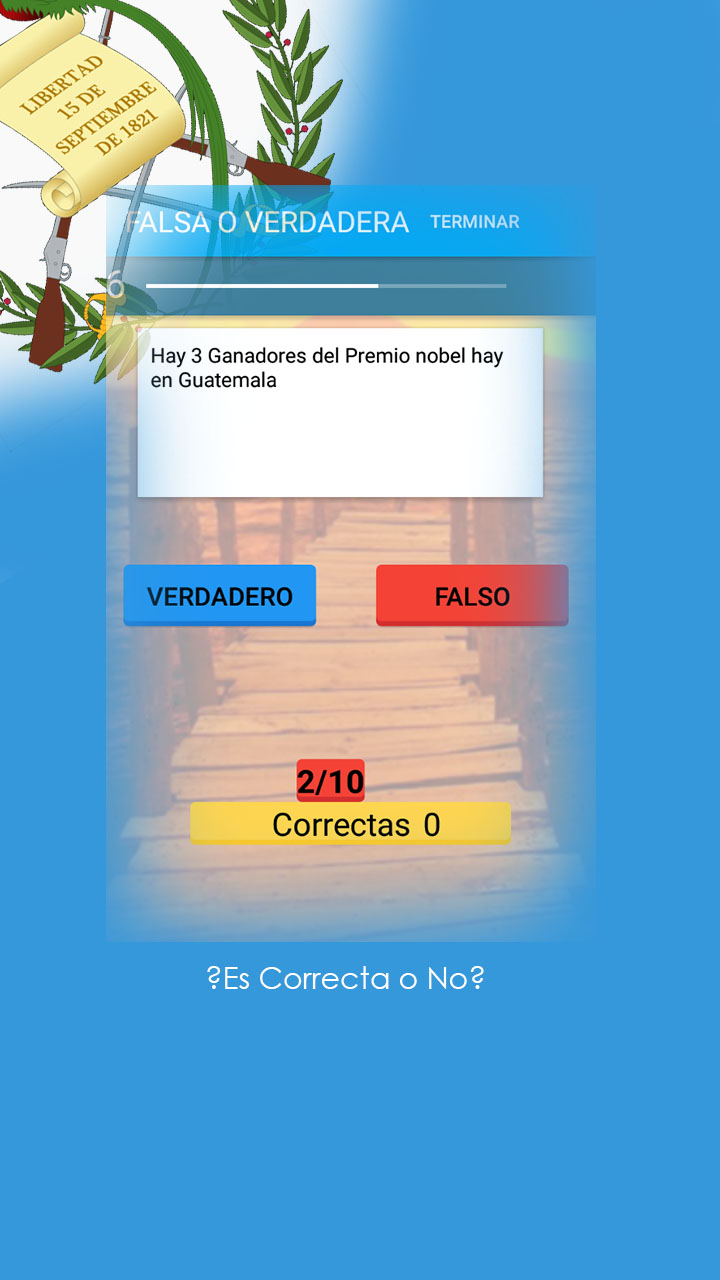 LIBERTAD
15 DE
SEPTIEMBRE
DE 1821
FALSA O VERDADERA TERMINAR
6
Hay 3 Ganadores del Premio nobel hay
en Guatemala
VERDADERO FALSO
2/10
Correctas 0
?Es Correcta o No?